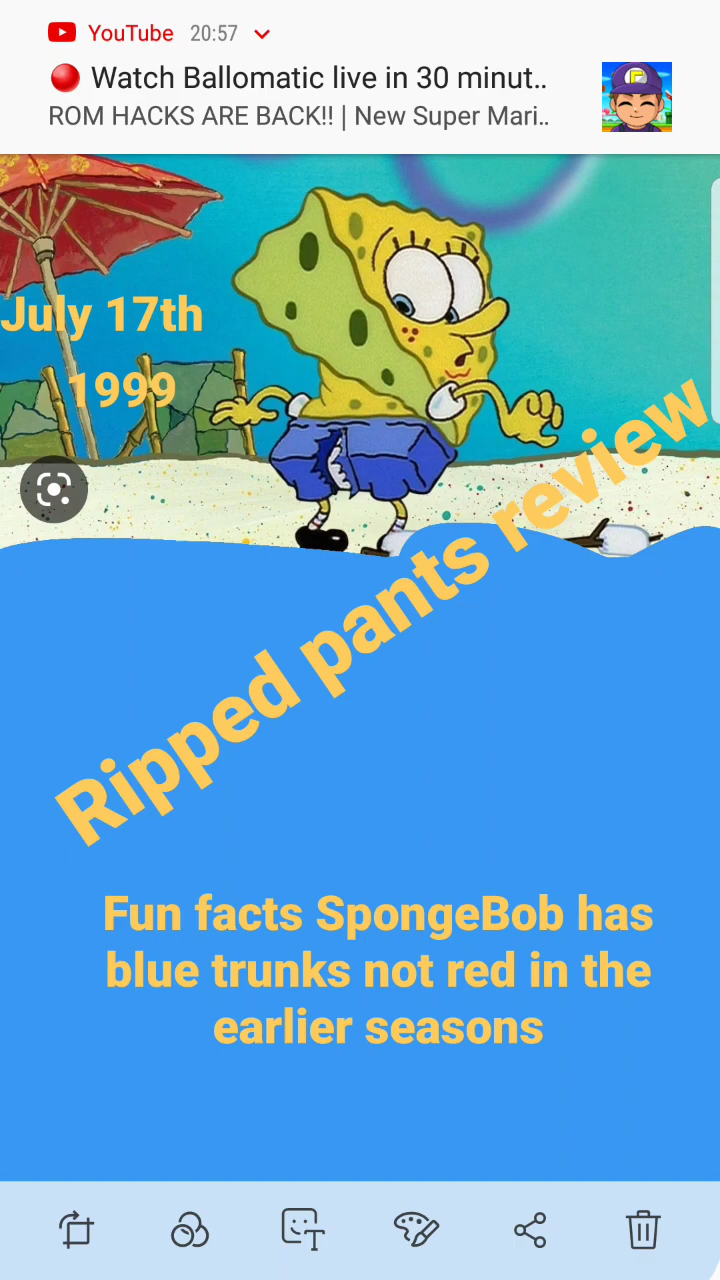 YouTube 20:57
Watch Ballomatic live in 30 minut..
ROM HACKS ARE BACK!! | New Super Mari..
July 17th
1999
Ripped pants review
Fun facts SpongeBob has
blue trunks not red in the
earlier seasons